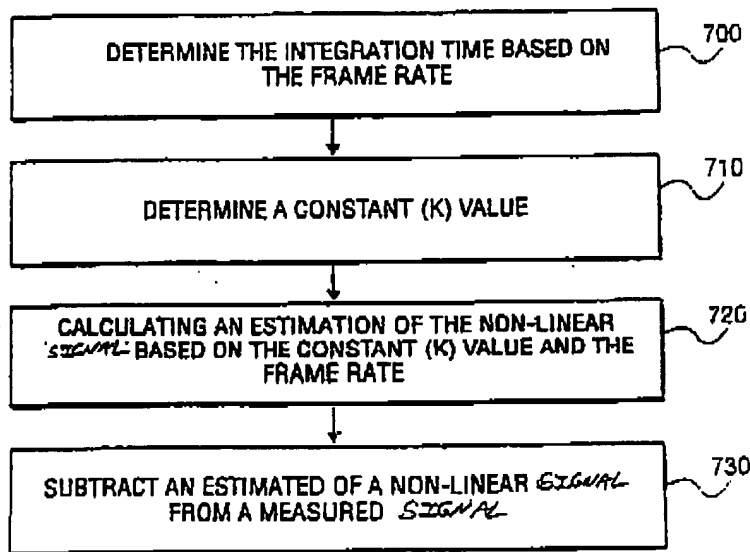 DETERMINE THE INTEGRATION TIME BASED ON
THE FRAME RATE
700
DETERMINE A CONSTANT (K) VALUE
710
CALCULATING AN ESTIMATION OF THE NON-LINEAR
SIGNAL BASED ON THE CONSTANT (K) VALUE AND THE
FRAME RATE
720
SUBTRACT AN ESTIMATED OF A NON-LINEAR SIGNAL
FROM A MEASURED SIGNAL
730